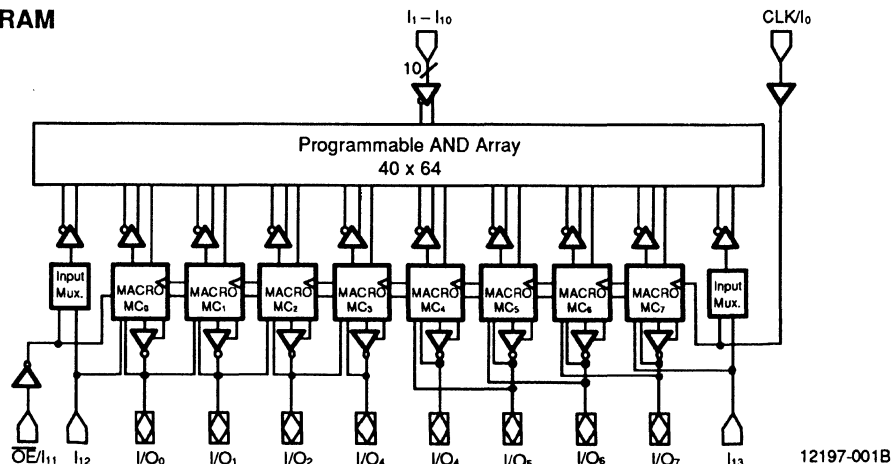 RAM
I₁ – I₁₀
CLK/I₀
10
Programmable AND Array
40 x 64
Input
Mux.
MACRO
MC₀
MACRO
MC₁
MACRO
MC₂
MACRO
MC₃
MACRO
MC₄
MACRO
MC₅
MACRO
MC₆
MACRO
MC₇
Input
Mux.
OE/I₁₁
I₁₂
I/O₀
I/O₁
I/O₂
I/O₄
I/O₄
I/O₅
I/O₆
I/O₇
I₁₃
12197-001B